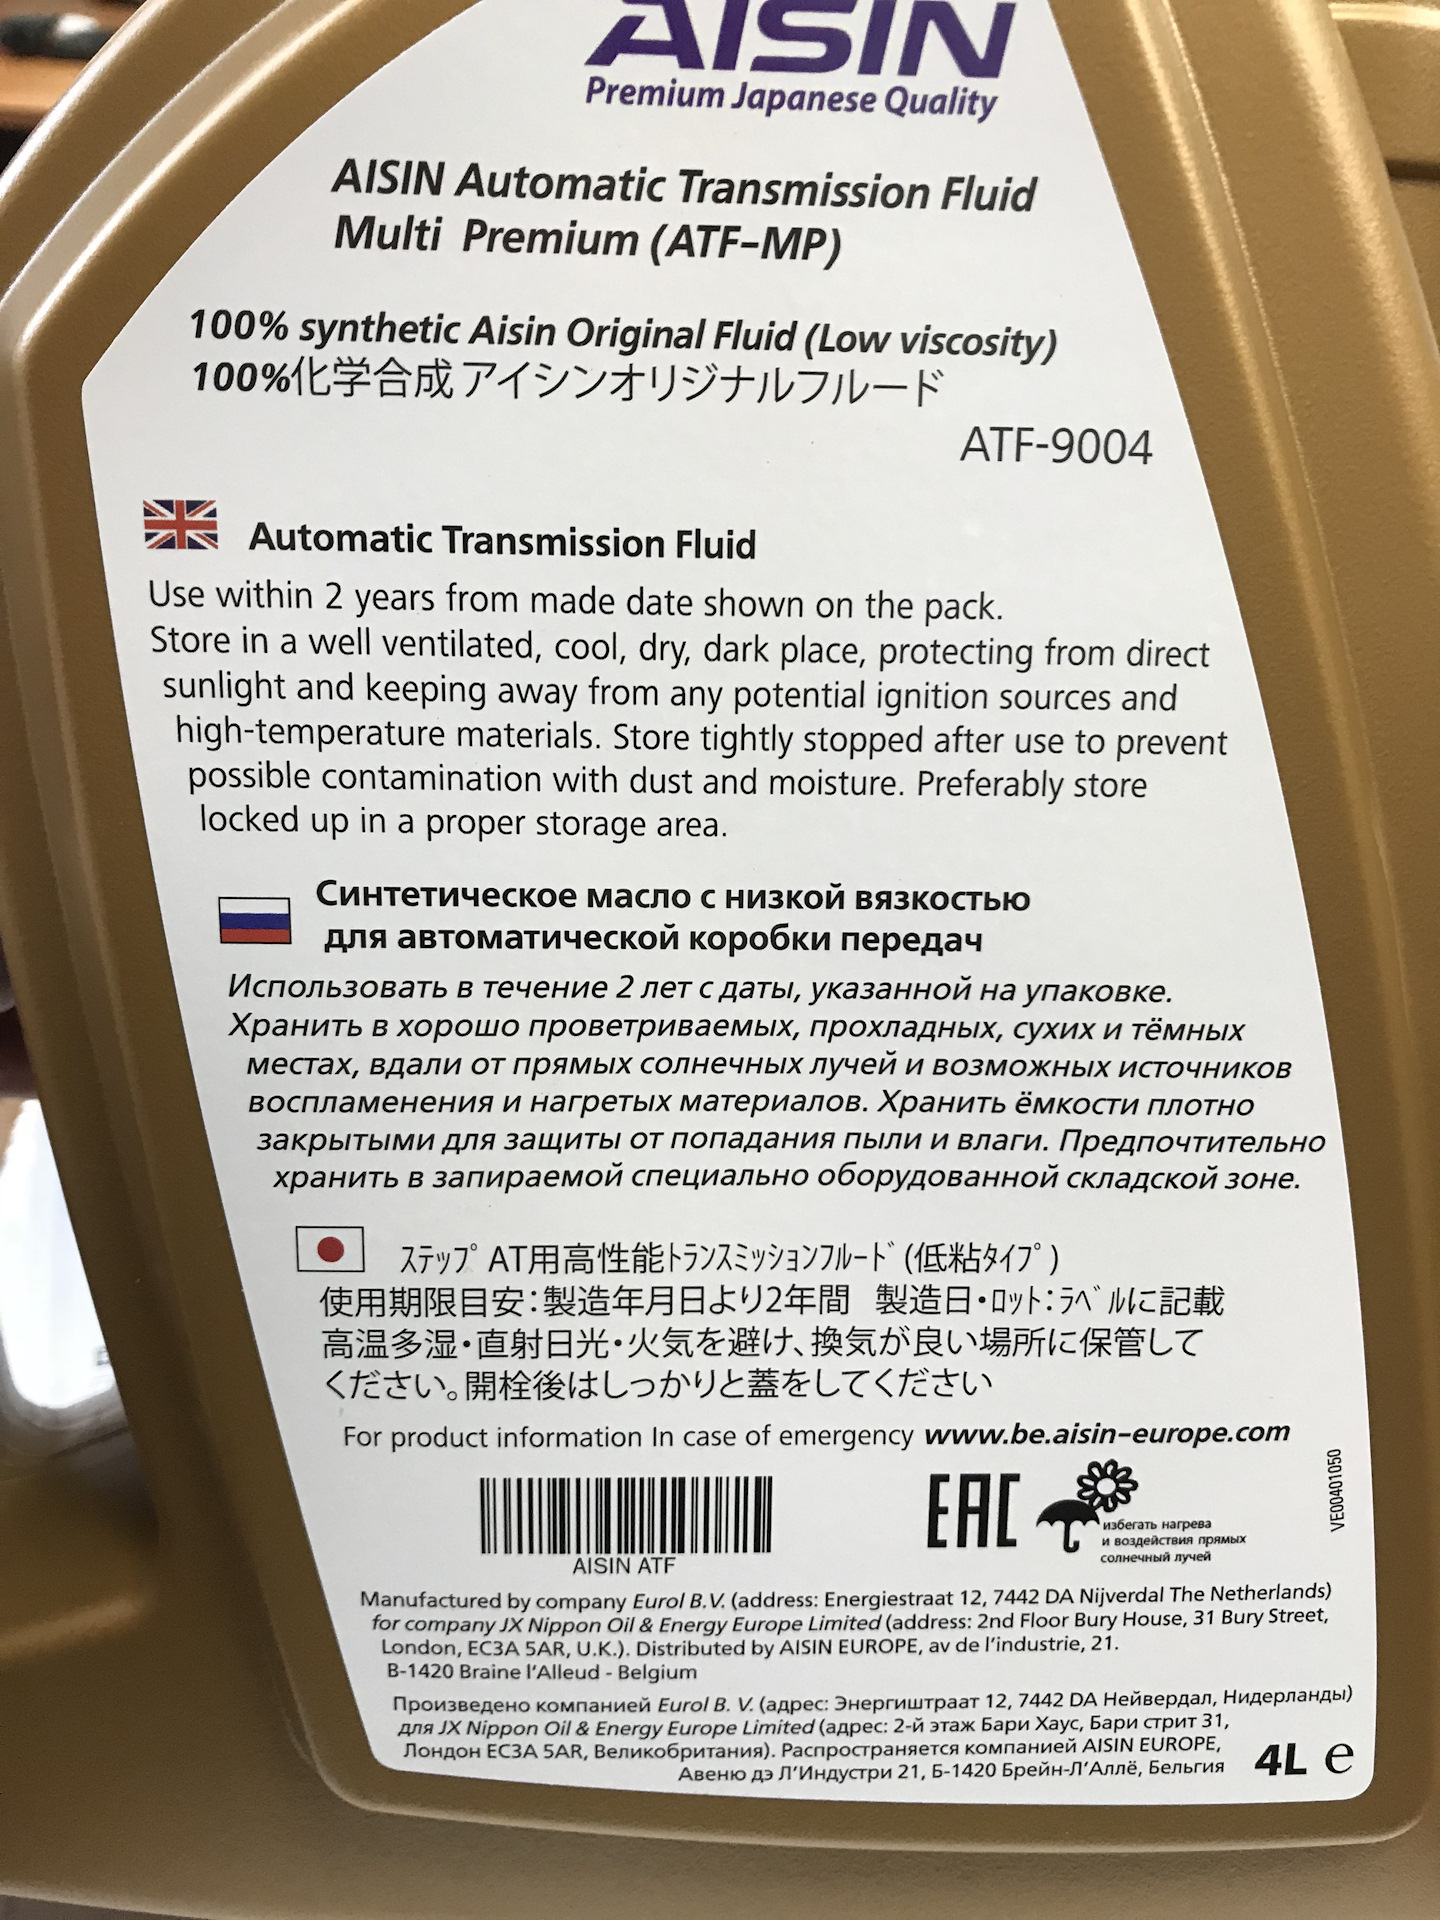 AISIN
Premium Japanese Quality
AISIN Automatic Transmission Fluid
Multi Premium (ATF-MP)
100% synthetic Aisin Original Fluid (Low viscosity)
100%化学合成 アイシンオリジナルフルード
ATF-9004
Automatic Transmission Fluid
Use within 2 years from made date shown on the pack.
Store in a well ventilated, cool, dry, dark place, protecting from direct
sunlight and keeping away from any potential ignition sources and
high-temperature materials. Store tightly stopped after use to prevent
possible contamination with dust and moisture. Preferably store
locked up in a proper storage area.
Синтетическое масло с низкой вязкостью
для автоматической коробки передач
Использовать в течение 2 лет с даты, указанной на упаковке.
Хранить в хорошо проветриваемых, прохладных, сухих и тёмных
местах, вдали от прямых солнечных лучей и возможных источников
воспламенения и нагретых материалов. Хранить ёмкости плотно
закрытыми для защиты от попадания пыли и влаги. Предпочтительно
хранить в запираемой специально оборудованной складской зоне.
ｽﾃｯﾌﾟ AT用高性能ﾄﾗﾝｽﾐｯｼｮﾝﾌﾙｰﾄﾞ (低粘ﾀｲﾌﾟ)
使用期限目安：製造年月日より2年間 製造日・ﾛｯﾄ：ﾗﾍﾞﾙに記載
高温多湿・直射日光・火気を避け、換気が良い場所に保管して
ください。開栓後はしっかりと蓋をしてください
For product information In case of emergency www.be.aisin-europe.com
VE00401050
EAC
избегать нагрева
и воздействия прямых
солнечный лучей
AISIN ATF
Manufactured by company Eurol B.V. (address: Energiestraat 12, 7442 DA Nijverdal The Netherlands)
for company JX Nippon Oil & Energy Europe Limited (address: 2nd Floor Bury House, 31 Bury Street,
London, EC3A 5AR, U.K.). Distributed by AISIN EUROPE, av de l'industrie, 21.
B-1420 Braine l'Alleud - Belgium
Произведено компанией Eurol B. V. (адрес: Энергиштраат 12, 7442 DA Нейвердал, Нидерланды)
для JX Nippon Oil & Energy Europe Limited (адрес: 2-й этаж Бари Хаус, Бари стрит 31,
Лондон EC3A 5AR, Великобритания). Распространяется компанией AISIN EUROPE,
Авеню дэ Л'Индустри 21, Б-1420 Брейн-Л'Аллё, Бельгия
4L e